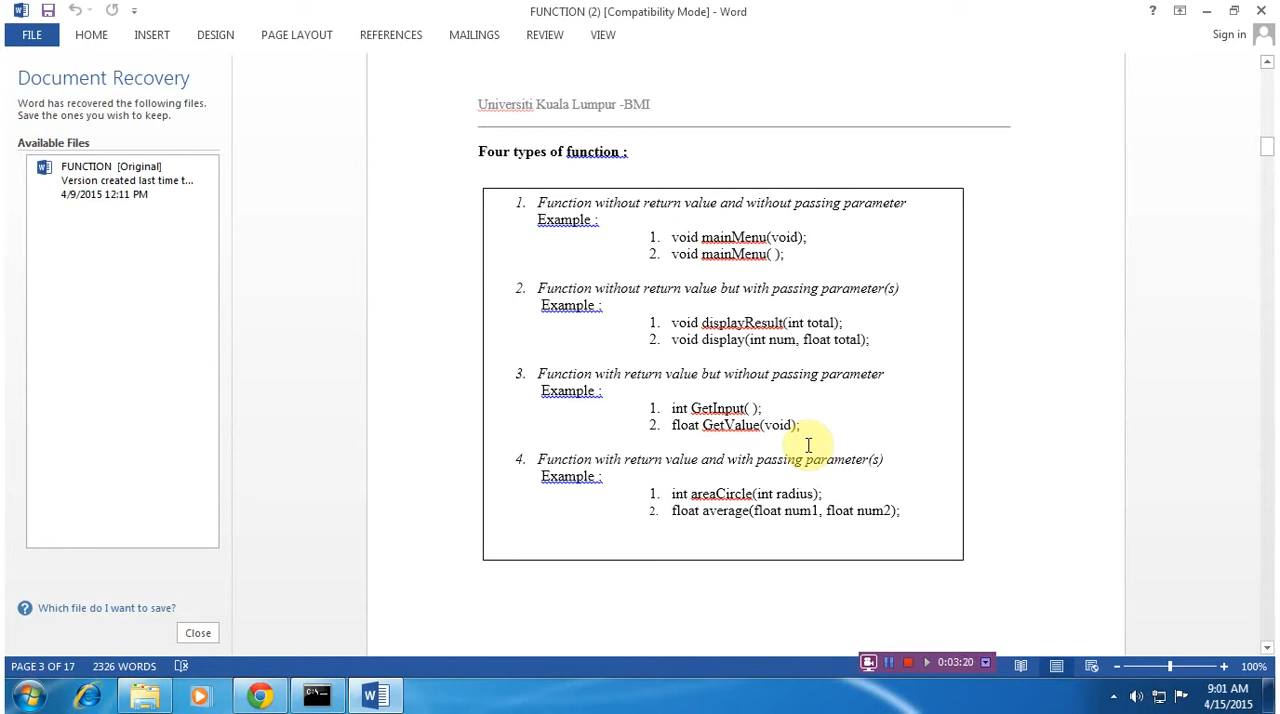 FUNCTION (2) [Compatibility Mode] - Word
FILE HOME INSERT DESIGN PAGE LAYOUT REFERENCES MAILINGS REVIEW VIEW Sign in
Document Recovery
Word has recovered the following files.
Save the ones you wish to keep.
Available Files
FUNCTION [Original]
Version created last time t...
4/9/2015 12:11 PM
Which file do I want to save?
Close
Universiti Kuala Lumpur -BMI
Four types of function ;
1. Function without return value and without passing parameter
Example :
1. void mainMenu(void);
2. void mainMenu( );
2. Function without return value but with passing parameter(s)
Example :
1. void displayResult(int total);
2. void display(int num, float total);
3. Function with return value but without passing parameter
Example :
1. int GetInput( );
2. float GetValue(void);
4. Function with return value and with passing parameter(s)
Example :
1. int areaCircle(int radius);
2. float average(float num1, float num2);
PAGE 3 OF 17 2326 WORDS 0:03:20 100%
9:01 AM
4/15/2015